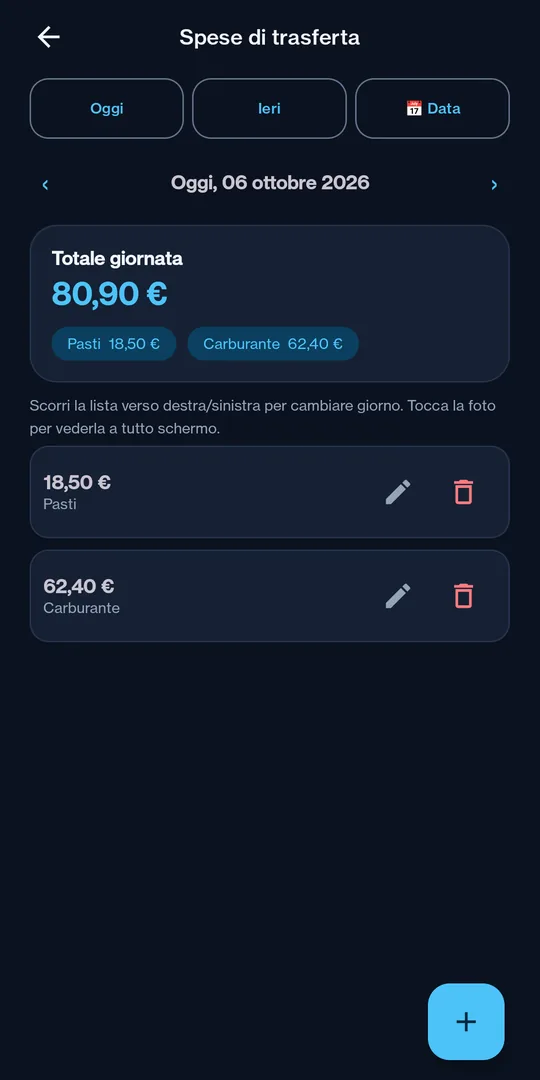 Spese di trasferta
Oggi
Ieri
📅 Data
‹ Oggi, 06 ottobre 2026 ›
Totale giornata
80,90 €
Pasti 18,50 €
Carburante 62,40 €
Scorri la lista verso destra/sinistra per cambiare giorno. Tocca la foto
per vederla a tutto schermo.
18,50 €
Pasti
62,40 €
Carburante
+